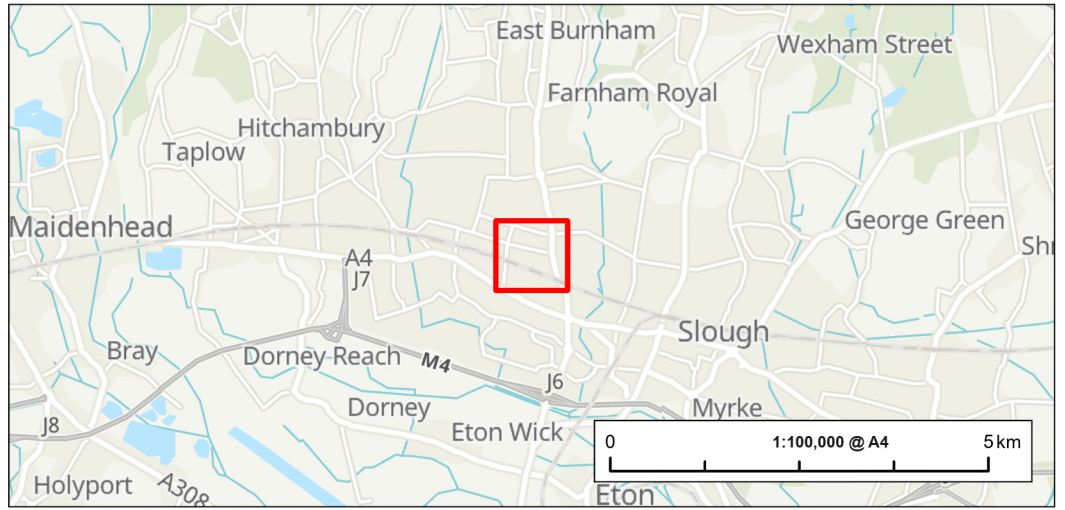 East Burnham
Wexham Street
Farnham Royal
Hitchambury
Taplow
Maidenhead
George Green
Shr
A4
J7
Slough
Bray
Dorney Reach
M4
J6
Dorney
Myrke
J8
Eton Wick
0
1:100,000 @ A4
5 km
Holyport
A308
Eton